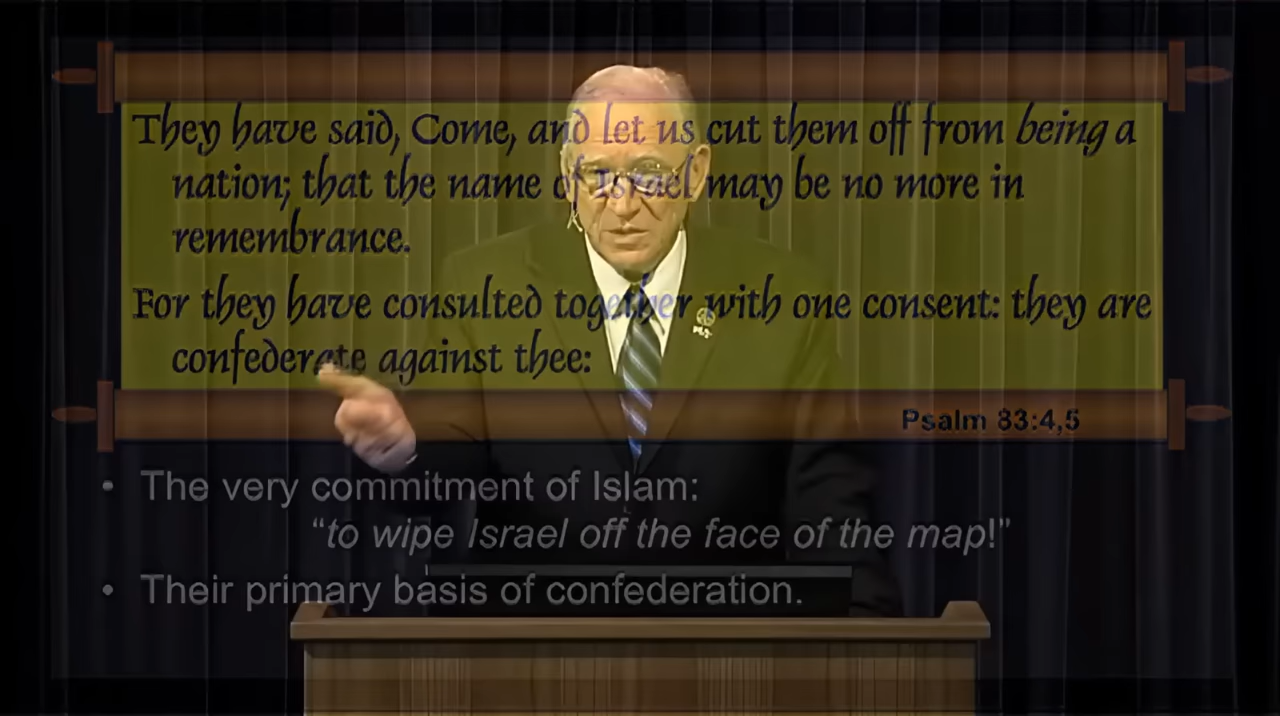 They have said, Come, and let us cut them off from being a
nation; that the name of Israel may be no more in
remembrance.
For they have consulted together with one consent: they are
confederate against thee:
Psalm 83:4,5
• The very commitment of Islam:
“to wipe Israel off the face of the map!”
• Their primary basis of confederation.